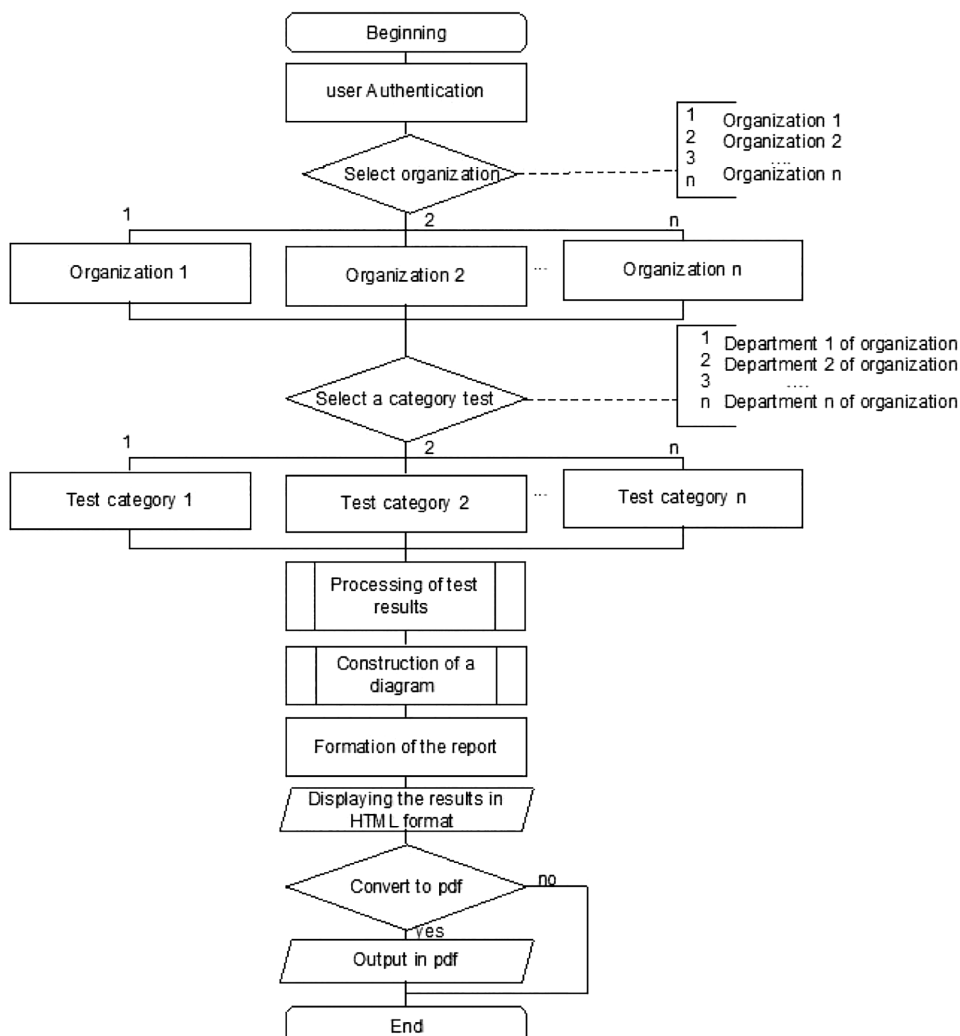 Beginning
user Authentication
Select organization
1 Organization 1
2 Organization 2
3 ....
n Organization n
1
2
n
Organization 1
Organization 2
...
Organization n
1 Department 1 of organization
2 Department 2 of organization
3 ....
n Department n of organization
Select a category test
1
2
n
Test category 1
Test category 2
...
Test category n
Processing of test
results
Construction of a
diagram
Formation of the report
Displaying the results in
HTML format
Convert to pdf
no
yes
Output in pdf
End